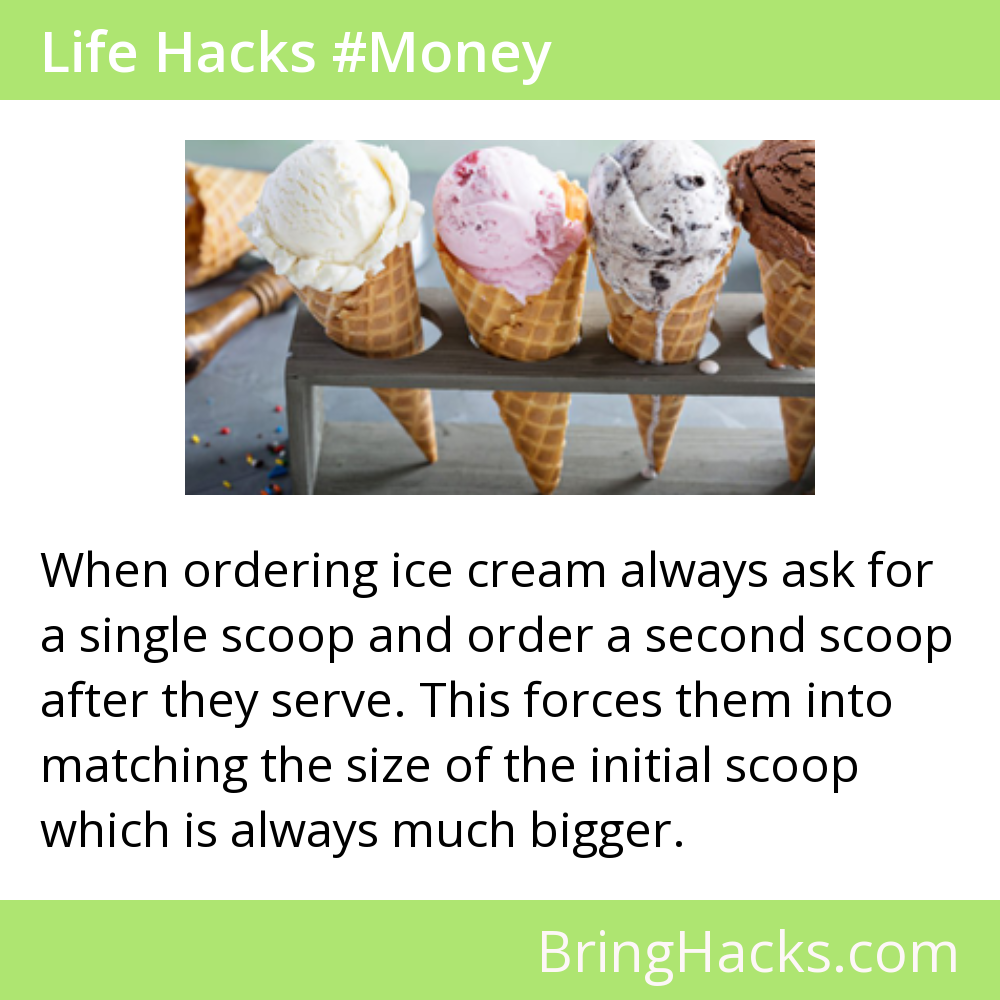 Life Hacks #Money
When ordering ice cream always ask for
a single scoop and order a second scoop
after they serve. This forces them into
matching the size of the initial scoop
which is always much bigger.
BringHacks.com